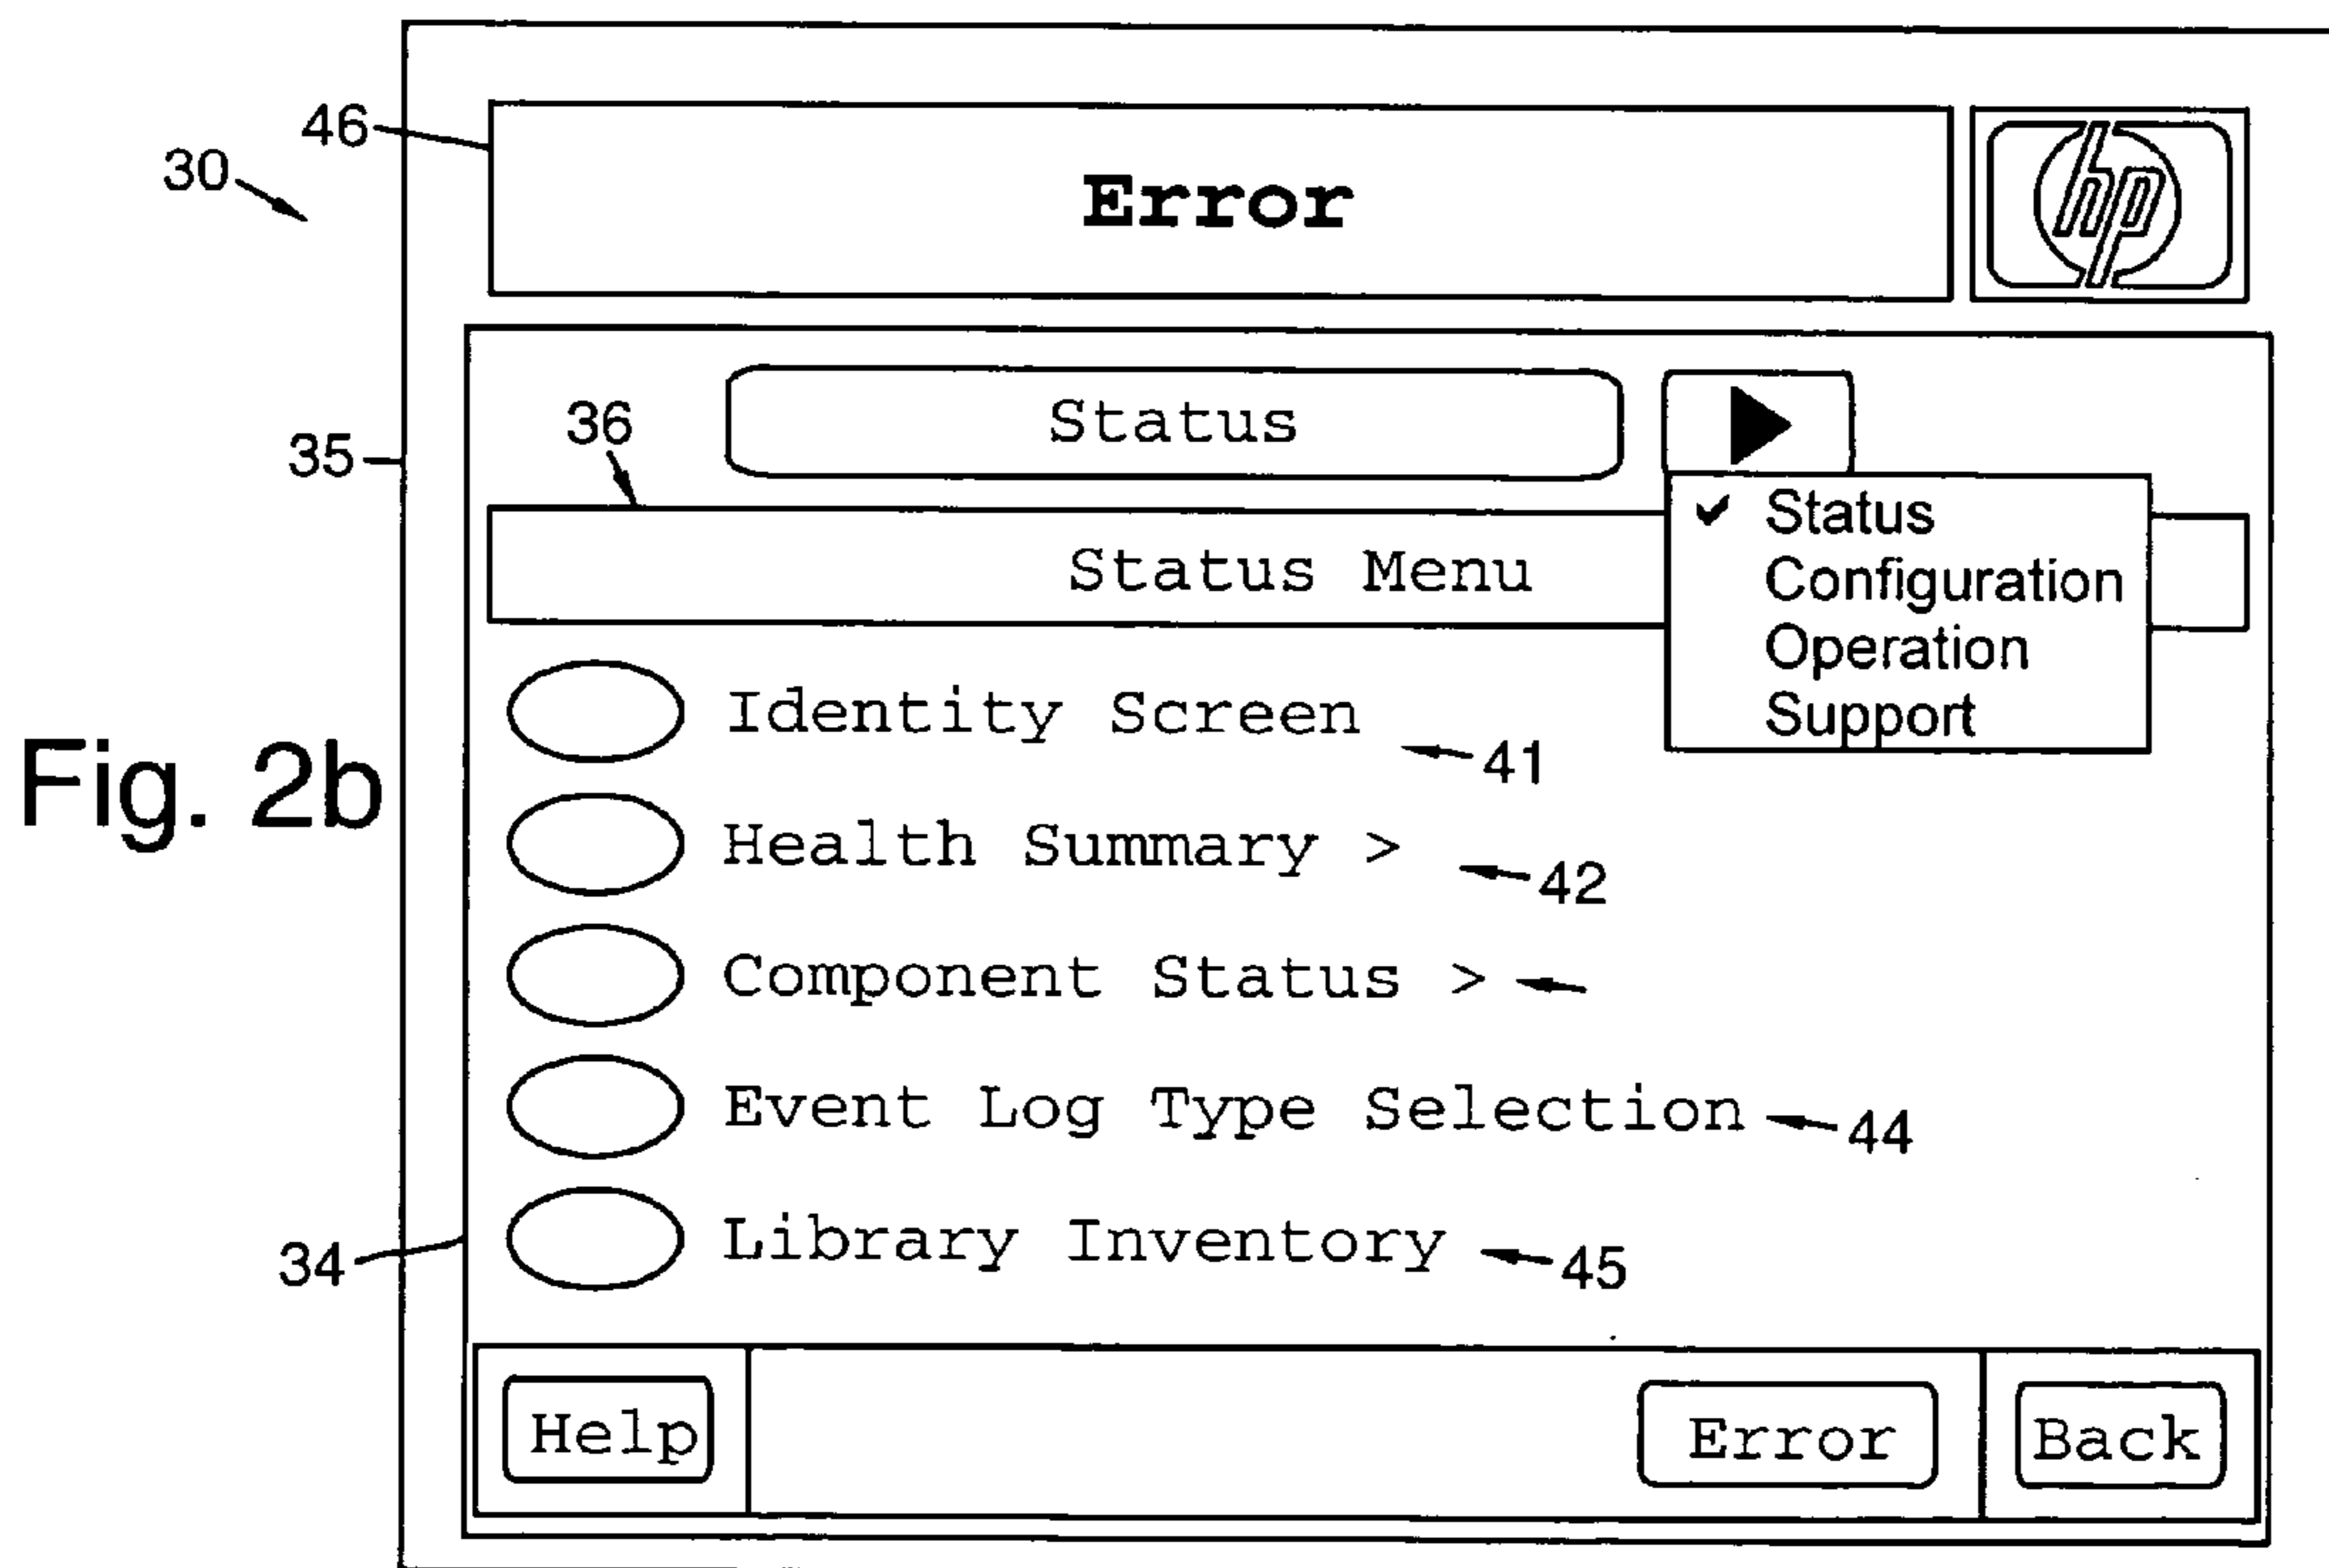 46
30
Error
hp
36
35
Status
Status
Configuration
Operation
Support
Status Menu
Identity Screen
41
Fig. 2b
Health Summary >
42
Component Status >
Event Log Type Selection
44
34
Library Inventory
45
Help
Error
Back